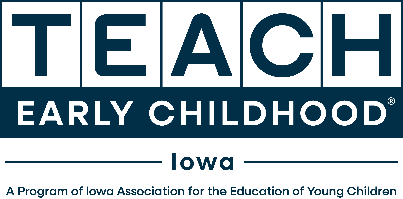 TEACH
EARLY CHILDHOOD®
Iowa
A Program of Iowa Association for the Education of Young Children